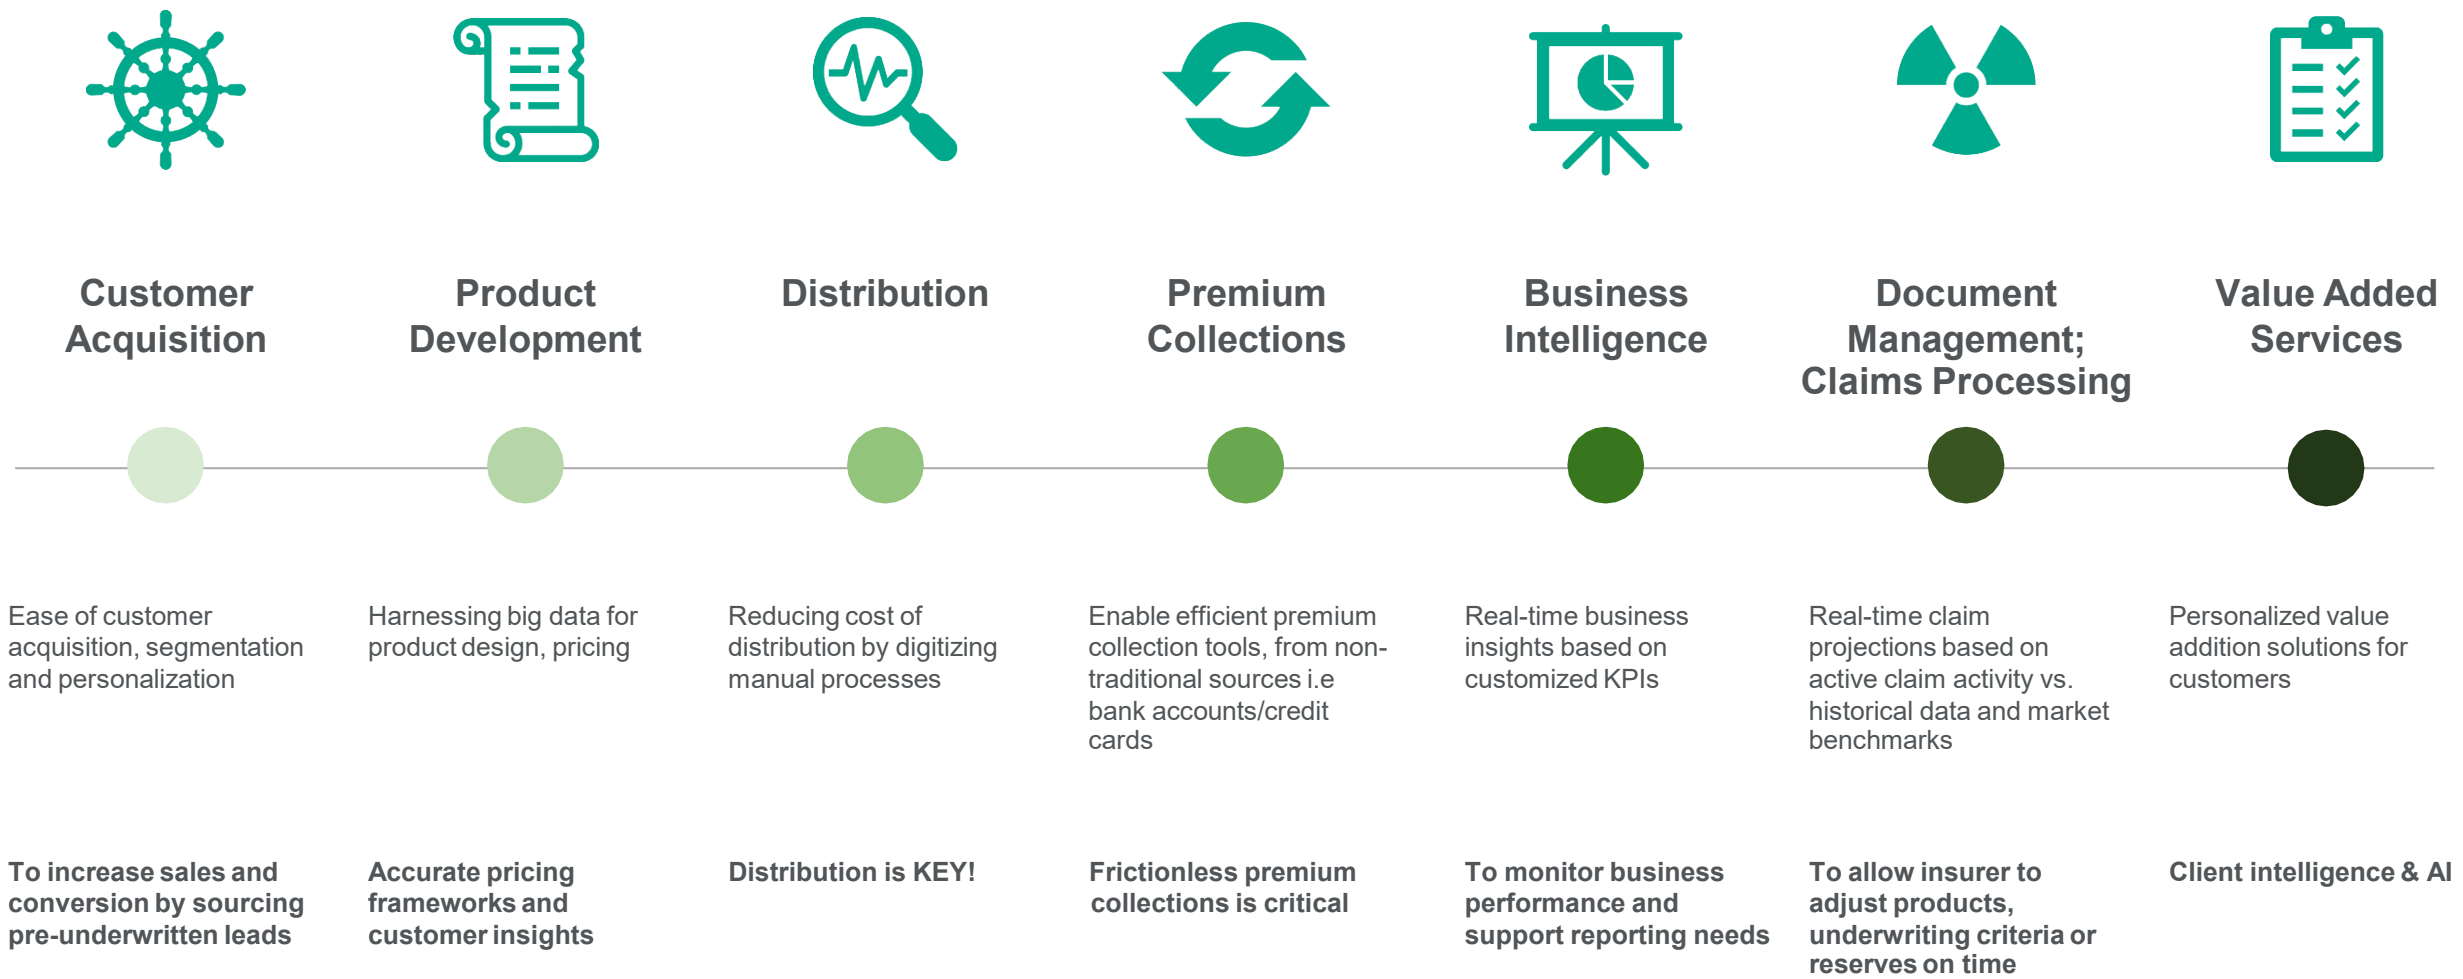 Customer
Acquisition
Product
Development
Distribution
Premium
Collections
Business
Intelligence
Document
Management;
Claims Processing
Value Added
Services
Ease of customer
acquisition, segmentation
and personalization
Harnessing big data for
product design, pricing
Reducing cost of
distribution by digitizing
manual processes
Enable efficient premium
collection tools, from non-
traditional sources i.e
bank accounts/credit
cards
Real-time business
insights based on
customized KPIs
Real-time claim
projections based on
active claim activity vs.
historical data and market
benchmarks
Personalized value
addition solutions for
customers
To increase sales and
conversion by sourcing
pre-underwritten leads
Accurate pricing
frameworks and
customer insights
Distribution is KEY!
Frictionless premium
collections is critical
To monitor business
performance and
support reporting needs
To allow insurer to
adjust products,
underwriting criteria or
reserves on time
Client intelligence & AI